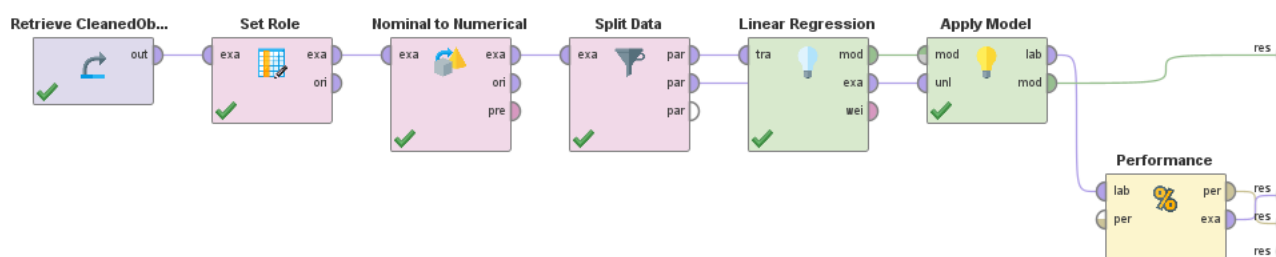 Retrieve CleanedOb...
Set Role
Nominal to Numerical
Split Data
Linear Regression
Apply Model
out
exa
exa
exa
exa
exa
par
tra
mod
mod
lab
res
ori
ori
par
exa
unl
mod
pre
par
wei
Performance
lab
per
res
per
exa
res
res